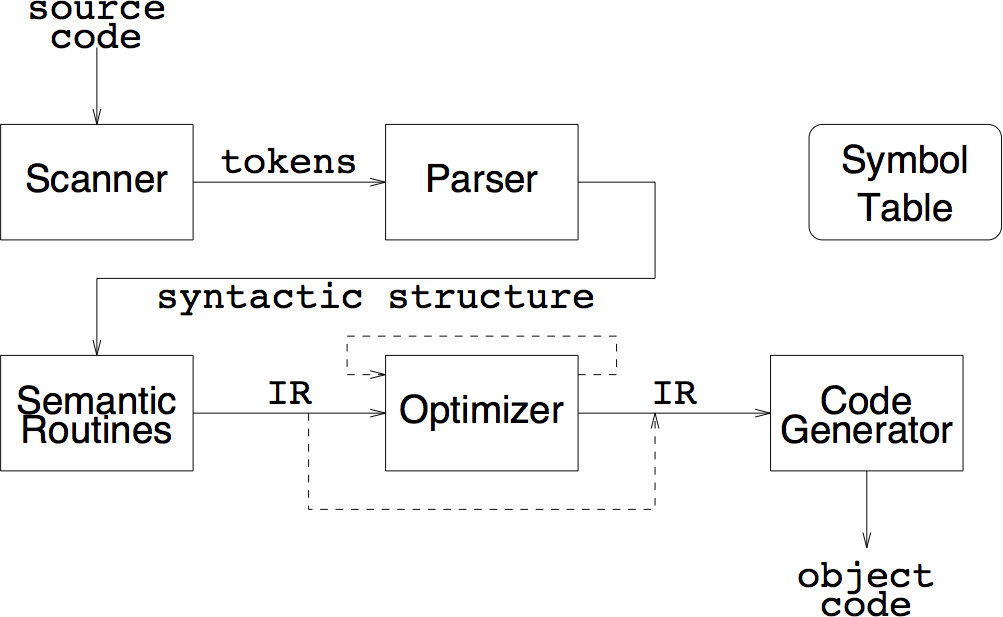 source
code
Scanner
tokens
Parser
Symbol
Table
syntactic structure
Semantic
Routines
IR
Optimizer
IR
Code
Generator
object
code